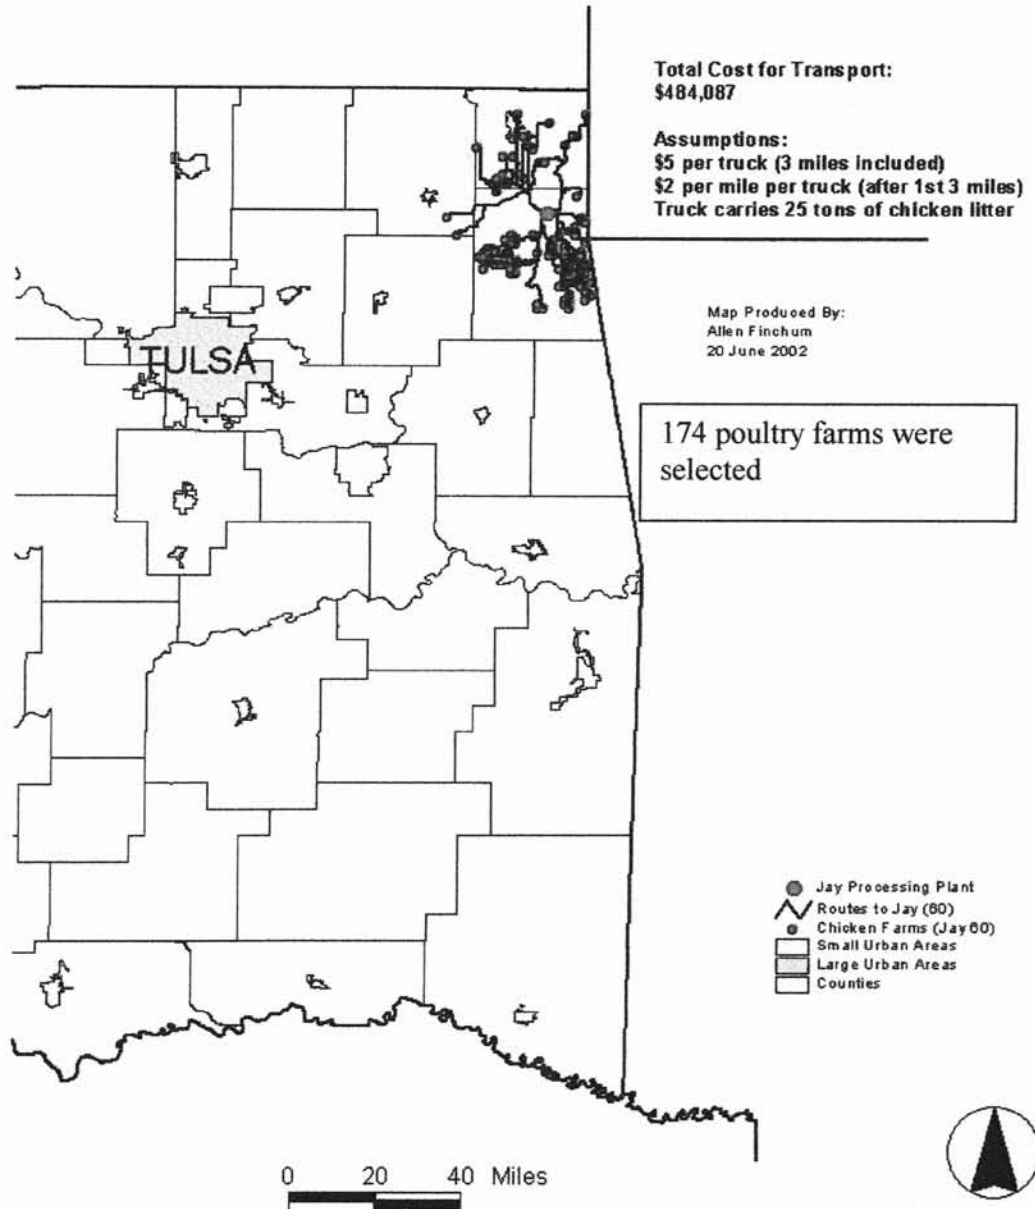 Total Cost for Transport:
$484,087
Assumptions:
$5 per truck (3 miles included)
$2 per mile per truck (after 1st 3 miles)
Truck carries 25 tons of chicken litter
Map Produced By:
Allen Finchum
20 June 2002
TULSA
174 poultry farms were
selected
Jay Processing Plant
Routes to Jay (60)
Chicken Farms (Jay 60)
Small Urban Areas
Large Urban Areas
Counties
0 20 40 Miles